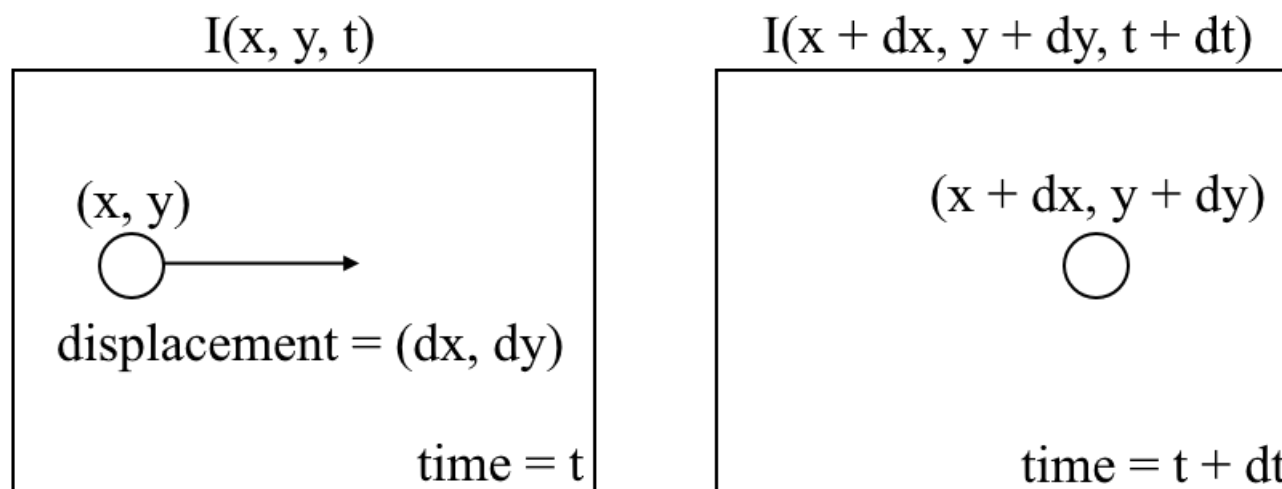 I(x, y, t)
(x, y)
displacement = (dx, dy)
time = t
I(x + dx, y + dy, t + dt)
(x + dx, y + dy)
time = t + dt